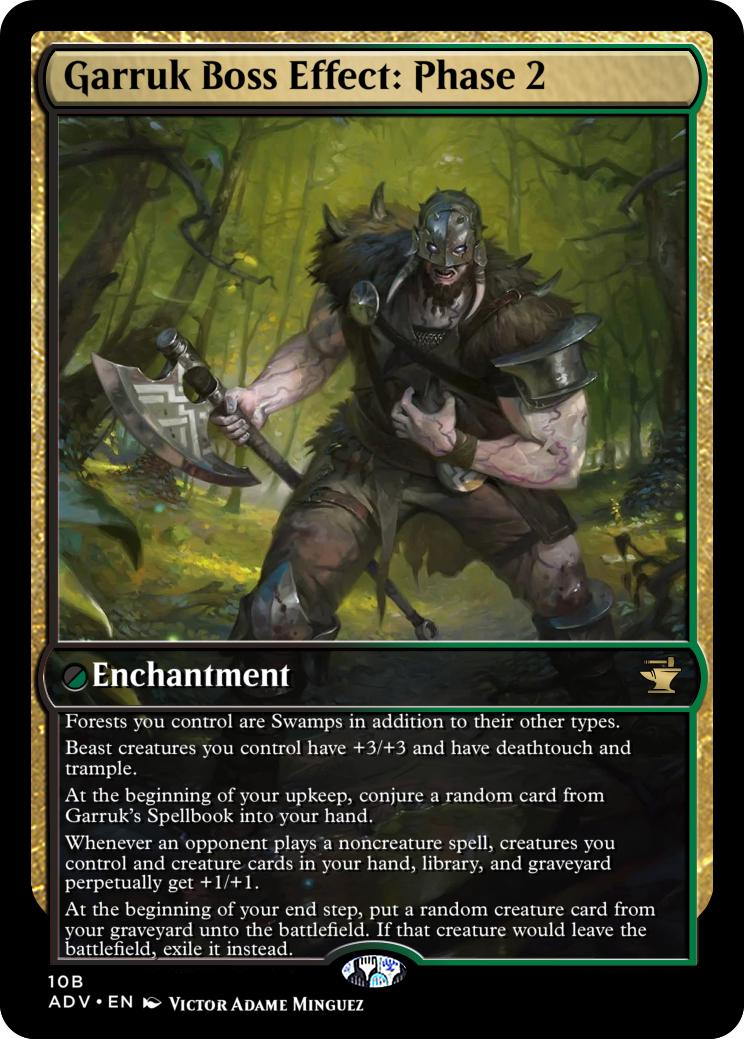 Garruk Boss Effect: Phase 2
Enchantment
Forests you control are Swamps in addition to their other types.
Beast creatures you control have +3/+3 and have deathtouch and
trample.
At the beginning of your upkeep, conjure a random card from
Garruk's Spellbook into your hand.
Whenever an opponent plays a noncreature spell, creatures you
control and creature cards in your hand, library, and graveyard
perpetually get +1/+1.
At the beginning of your end step, put a random creature card from
your graveyard unto the battlefield. If that creature would leave the
battlefield, exile it instead.
10B
ADV • EN Victor Adame Minguez